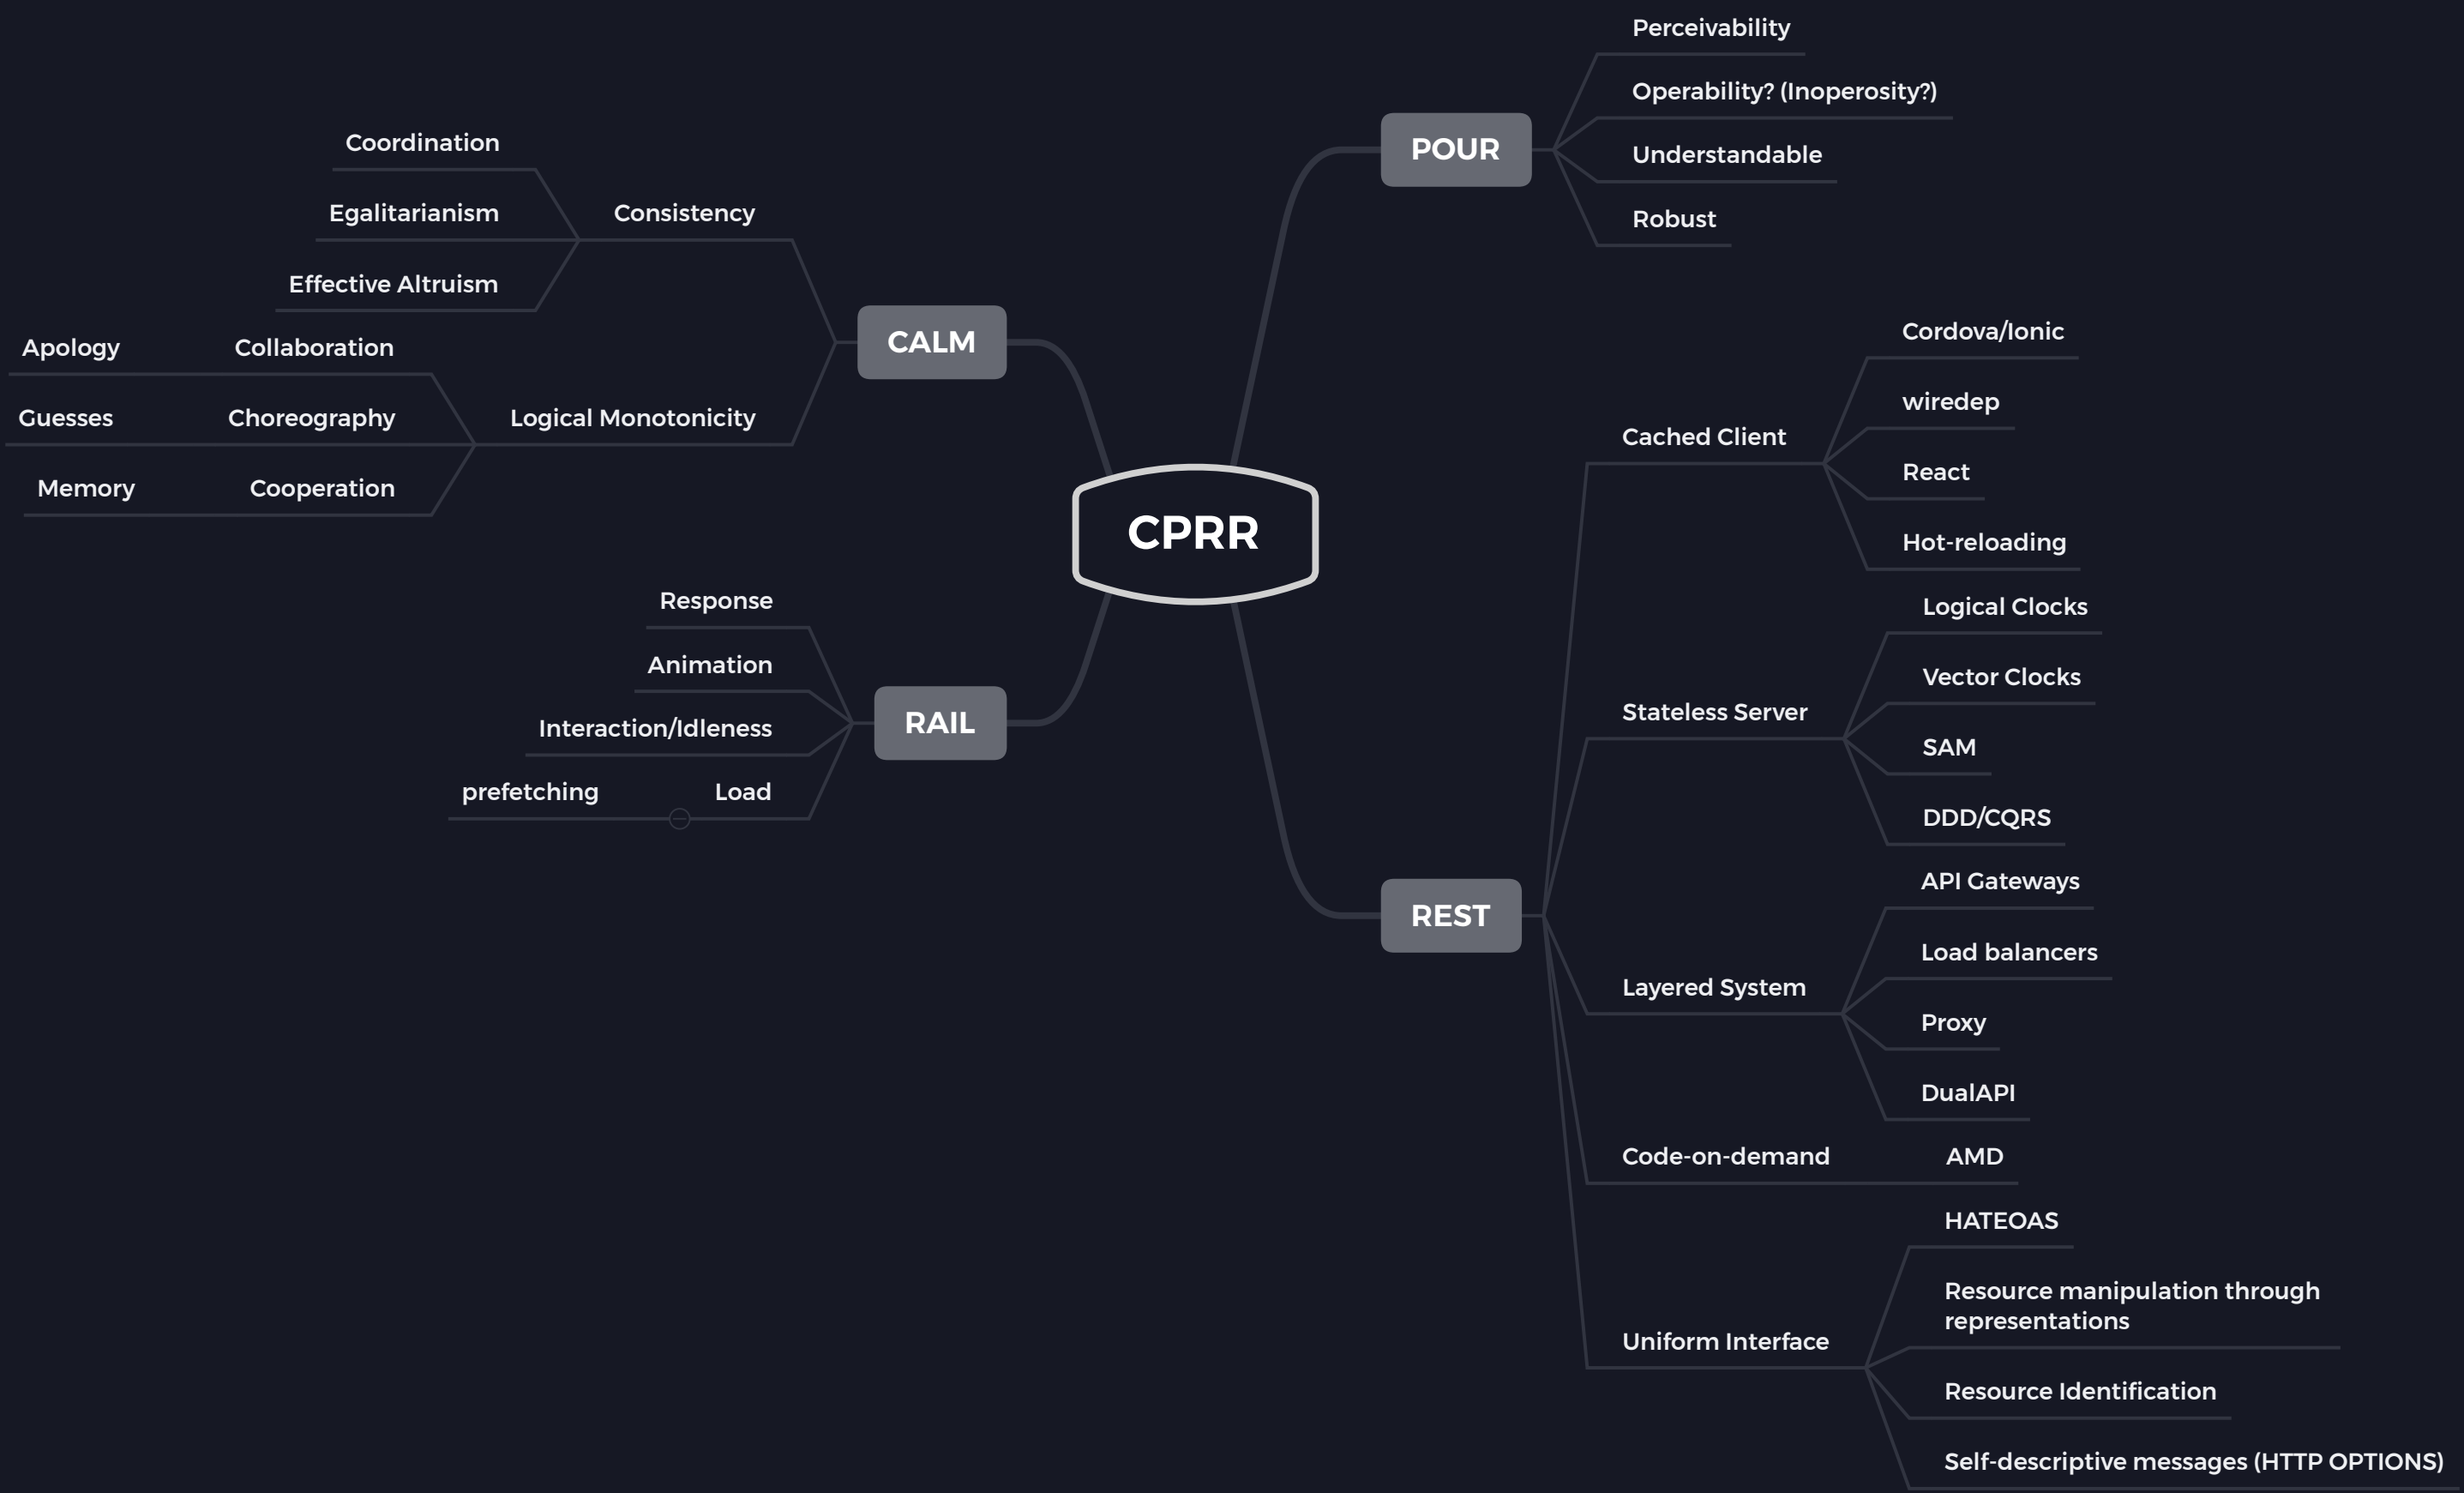 CPRR
POUR
Perceivability
Operability? (Inoperosity?)
Understandable
Robust
CALM
Consistency
Coordination
Egalitarianism
Effective Altruism
Logical Monotonicity
Collaboration
Apology
Choreography
Guesses
Cooperation
Memory
RAIL
Response
Animation
Interaction/Idleness
Load
prefetching
REST
Cached Client
Cordova/Ionic
wiredep
React
Hot-reloading
Stateless Server
Logical Clocks
Vector Clocks
SAM
DDD/CQRS
Layered System
API Gateways
Load balancers
Proxy
DualAPI
Code-on-demand
AMD
Uniform Interface
HATEOAS
Resource manipulation through
representations
Resource Identification
Self-descriptive messages (HTTP OPTIONS)